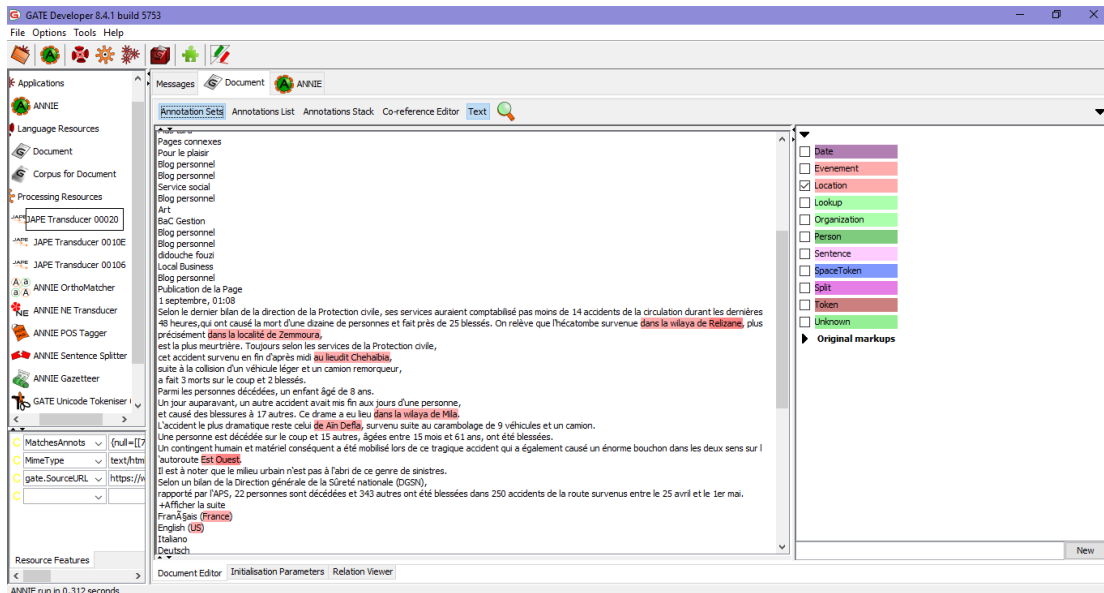 GATE Developer 8.4.1 build 5753
File Options Tools Help
Applications
ANNIE
Language Resources
Document
Corpus for Document
Processing Resources
JAPE Transducer 00020
JAPE Transducer 0010E
JAPE Transducer 00106
ANNIE OrthoMatcher
ANNIE NE Transducer
ANNIE POS Tagger
ANNIE Sentence Splitter
ANNIE Gazetteer
GATE Unicode Tokeniser
MatchesAnnots {null=[[7
MimeType text/html
gate.SourceURL https://w
Resource Features
Messages Document ANNIE
Annotation Sets Annotations List Annotations Stack Co-reference Editor Text
Pages connexes
Pour le plaisir
Blog personnel
Blog personnel
Service social
Blog personnel
Art
BaC Gestion
Blog personnel
Blog personnel
didouche fouzi
Local Business
Blog personnel
Publication de la Page
1 septembre, 01:08
Selon le dernier bilan de la direction de la Protection civile, ses services auraient comptabilisé pas moins de 14 accidents de la circulation durant les dernières
48 heures,qui ont causé la mort d'une dizaine de personnes et fait près de 25 blessés. On relève que l'hécatombe survenue dans la wilaya de Relizane, plus
précisément dans la localité de Zemmoura,
est la plus meurtrière. Toujours selon les services de la Protection civile,
cet accident survenu en fin d'après midi au lieudit Chehaibia,
suite à la collision d'un véhicule léger et un camion remorqueur,
a fait 3 morts sur le coup et 2 blessés.
Parmi les personnes décédées, un enfant âgé de 8 ans.
Un jour auparavant, un autre accident avait mis fin aux jours d'une personne,
et causé des blessures à 17 autres. Ce drame a eu lieu dans la wilaya de Mila.
L'accident le plus dramatique reste celui de Aïn Defla, survenu suite au carambolage de 9 véhicules et un camion.
Une personne est décédée sur le coup et 15 autres, âgées entre 15 mois et 61 ans, ont été blessées.
Un contingent humain et matériel conséquent a été mobilisé lors de ce tragique accident qui a également causé un énorme bouchon dans les deux sens sur l
'autoroute Est Ouest.
Il est à noter que le milieu urbain n'est pas à l'abri de ce genre de sinistres.
Selon un bilan de la Direction générale de la Sûreté nationale (DGSN),
rapporté par l'APS, 22 personnes sont décédées et 343 autres ont été blessées dans 250 accidents de la route survenus entre le 25 avril et le 1er mai.
+Afficher la suite
FranÃ§ais (France)
English (US)
Italiano
Deutsch
Date
Evenement
Location
Lookup
Organization
Person
Sentence
SpaceToken
Split
Token
Unknown
Original markups
New
Document Editor Initialisation Parameters Relation Viewer
ANNIE run in 0.312 seconds